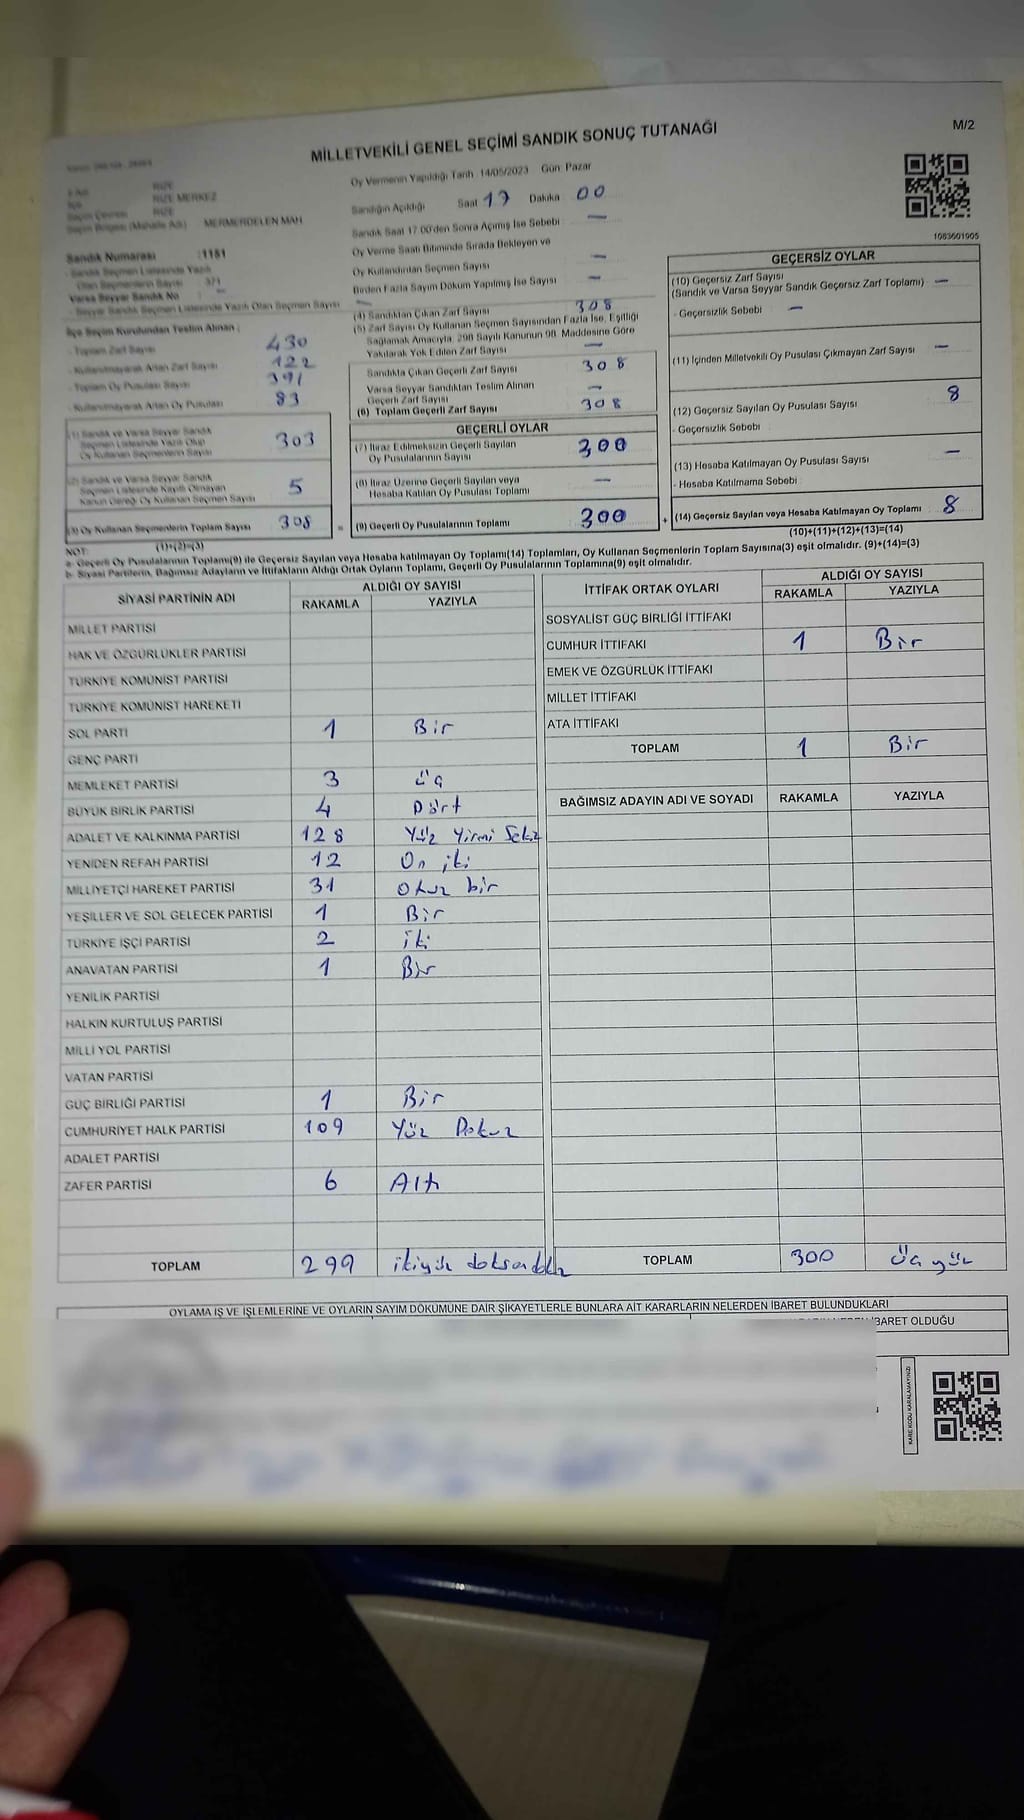 M/2
MİLLETVEKİLİ GENEL SEÇİMİ SANDIK SONUÇ TUTANAĞI
RİZE
RİZE MERKEZ
RİZE
Seçim Bölgesi (Mahalle Adı) MERMERDELEN MAH
Sandık Numarası :1151
- Sandık Seçmen Listesinde Yazılı
Olan Seçmenlerin Sayısı 371
Varsa Seyyar Sandık No : –
- Seyyar Sandık Seçmen Listesinde Yazılı Olan Seçmen Sayısı –
İlçe Seçim Kurulundan Teslim Alınan :
- Toplam Zarf Sayısı 430
- Kullanılmayarak Artan Zarf Sayısı 122
- Toplam Oy Pusulası Sayısı 391
- Kullanılmayarak Artan Oy Pusulası 83
(1) Sandık ve Varsa Seyyar Sandık
Seçmen Listesinde Yazılı Olup
Oy Kullanan Seçmenlerin Sayısı 303
(2) Sandık ve Varsa Seyyar Sandık
Seçmen Listesinde Kayıtlı Olmayan
Kanun Gereği Oy Kullanan Seçmen Sayısı 5
(3) Oy Kullanan Seçmenlerin Toplam Sayısı 308
(1)+(2)=(3)
Oy Vermenin Yapıldığı Tarih :14/05/2023 Gün: Pazar
Sandığın Açıldığı Saat 17 Dakika 00
Sandık Saat 17.00'den Sonra Açılmış İse Sebebi –
Oy Verme Saati Bitiminde Sırada Bekleyen ve
Oy Kullandırılan Seçmen Sayısı –
Birden Fazla Sayım Döküm Yapılmış İse Sayısı –
(4) Sandıktan Çıkan Zarf Sayısı 308
(5) Zarf Sayısı Oy Kullanan Seçmen Sayısından Fazla İse, Eşitliği
Sağlamak Amacıyla, 298 Sayılı Kanunun 98. Maddesine Göre
Yakılarak Yok Edilen Zarf Sayısı –
Sandıkta Çıkan Geçerli Zarf Sayısı 308
Varsa Seyyar Sandıktan Teslim Alınan
Geçerli Zarf Sayısı –
(6) Toplam Geçerli Zarf Sayısı 308
GEÇERLİ OYLAR
(7) İtiraz Edilmeksizin Geçerli Sayılan
Oy Pusulalarının Sayısı 300
(8) İtiraz Üzerine Geçerli Sayılan veya
Hesaba Katılan Oy Pusulası Toplamı –
= (9) Geçerli Oy Pusulalarının Toplamı 300 +
1063601905
GEÇERSİZ OYLAR
(10) Geçersiz Zarf Sayısı
(Sandık ve Varsa Seyyar Sandık Geçersiz Zarf Toplamı) –
- Geçersizlik Sebebi : –
(11) İçinden Milletvekili Oy Pusulası Çıkmayan Zarf Sayısı –
(12) Geçersiz Sayılan Oy Pusulası Sayısı 8
- Geçersizlik Sebebi :
(13) Hesaba Katılmayan Oy Pusulası Sayısı –
- Hesaba Katılmama Sebebi :
(14) Geçersiz Sayılan veya Hesaba Katılmayan Oy Toplamı 8
(10)+(11)+(12)+(13)=(14)
NOT:
a- Geçerli Oy Pusulalarının Toplamı(9) ile Geçersiz Sayılan veya Hesaba katılmayan Oy Toplamı(14) Toplamları, Oy Kullanan Seçmenlerin Toplam Sayısına(3) eşit olmalıdır. (9)+(14)=(3)
b- Siyasi Partilerin, Bağımsız Adayların ve İttifakların Aldığı Ortak Oyların Toplamı, Geçerli Oy Pusulalarının Toplamına(9) eşit olmalıdır.
SİYASİ PARTİNİN ADI ALDIĞI OY SAYISI
RAKAMLA YAZIYLA
MİLLET PARTİSİ
HAK VE ÖZGÜRLÜKLER PARTİSİ
TÜRKİYE KOMÜNİST PARTİSİ
TÜRKİYE KOMÜNİST HAREKETİ
SOL PARTİ 1 Bir
GENÇ PARTİ
MEMLEKET PARTİSİ 3 üç
BÜYÜK BİRLİK PARTİSİ 4 Dört
ADALET VE KALKINMA PARTİSİ 128 Yüz Yirmi Sekiz
YENİDEN REFAH PARTİSİ 12 On iki
MİLLİYETÇİ HAREKET PARTİSİ 31 Otuz bir
YEŞİLLER VE SOL GELECEK PARTİSİ 1 Bir
TÜRKİYE İŞÇİ PARTİSİ 2 iki
ANAVATAN PARTİSİ 1 Bir
YENİLİK PARTİSİ
HALKIN KURTULUŞ PARTİSİ
MİLLİ YOL PARTİSİ
VATAN PARTİSİ
GÜÇ BİRLİĞİ PARTİSİ 1 Bir
CUMHURİYET HALK PARTİSİ 109 Yüz Dokuz
ADALET PARTİSİ
ZAFER PARTİSİ 6 Altı
TOPLAM 299 ikiyüz doksandokuz
İTTİFAK ORTAK OYLARI ALDIĞI OY SAYISI
RAKAMLA YAZIYLA
SOSYALİST GÜÇ BİRLİĞİ İTTİFAKI
CUMHUR İTTİFAKI 1 Bir
EMEK VE ÖZGÜRLÜK İTTİFAKI
MİLLET İTTİFAKI
ATA İTTİFAKI
TOPLAM 1 Bir
BAĞIMSIZ ADAYIN ADI VE SOYADI RAKAMLA YAZIYLA
TOPLAM 300 Üç yüz
OYLAMA İŞ VE İŞLEMLERİNE VE OYLARIN SAYIM DÖKÜMÜNE DAİR ŞİKAYETLERLE BUNLARA AİT KARARLARIN NELERDEN İBARET BULUNDUKLARI
İBARET OLDUĞU
KARE KODU KARALAMAYINIZ!